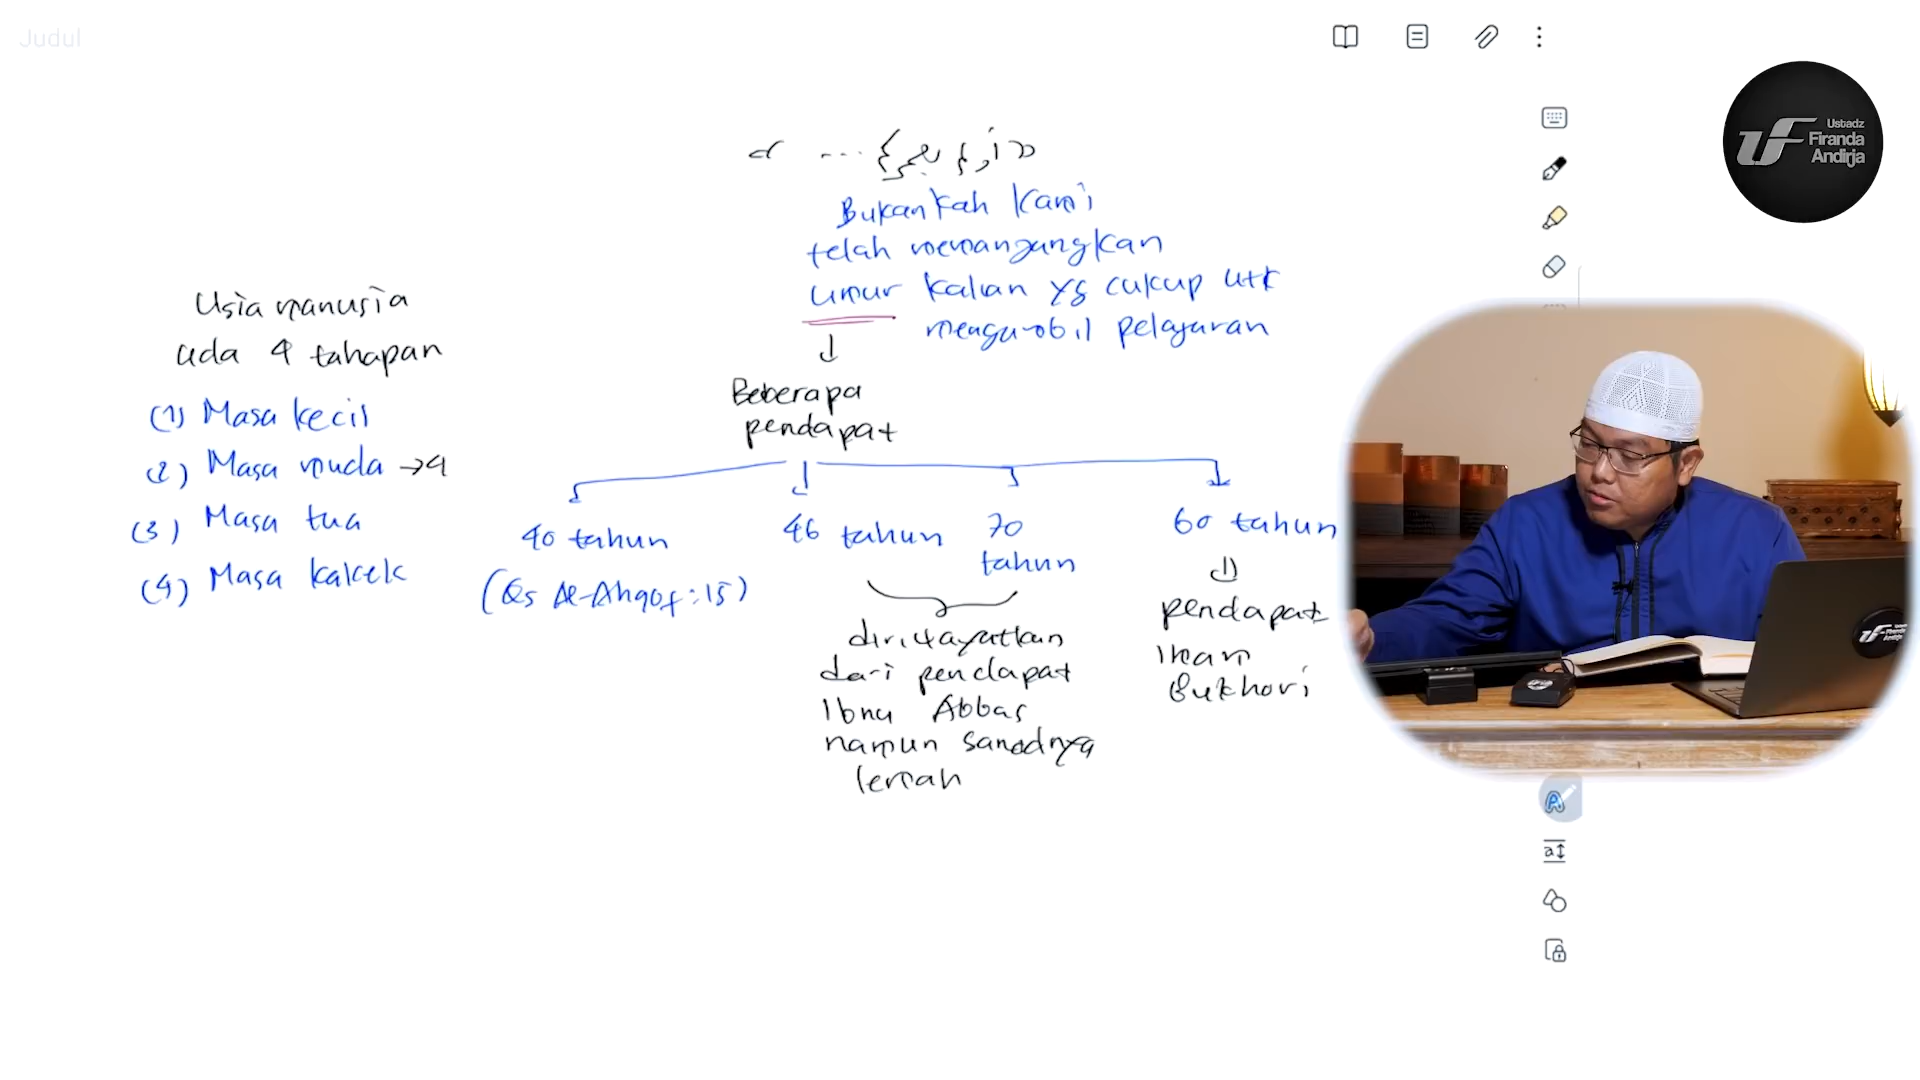 Judul
Usia manusia
ada 4 tahapan
(1) Masa kecil
(2) Masa muda → 4
(3) Masa tua
(4) Masa kakek
Bukankah Kami
telah memanjangkan
umur kalian yg cukup utk
mengambil pelajaran
Beberapa
pendapat
40 tahun
(Qs Al-Ahqof : 15)
46 tahun
70
tahun
diriwayatkan
dari pendapat
Ibnu Abbas
namun sanadnya
lemah
60 tahun
pendapat
Imam
Bukhori
Ustadz
Firanda
Andirja